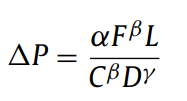 ΔP = αF^β L / C^β D^γ